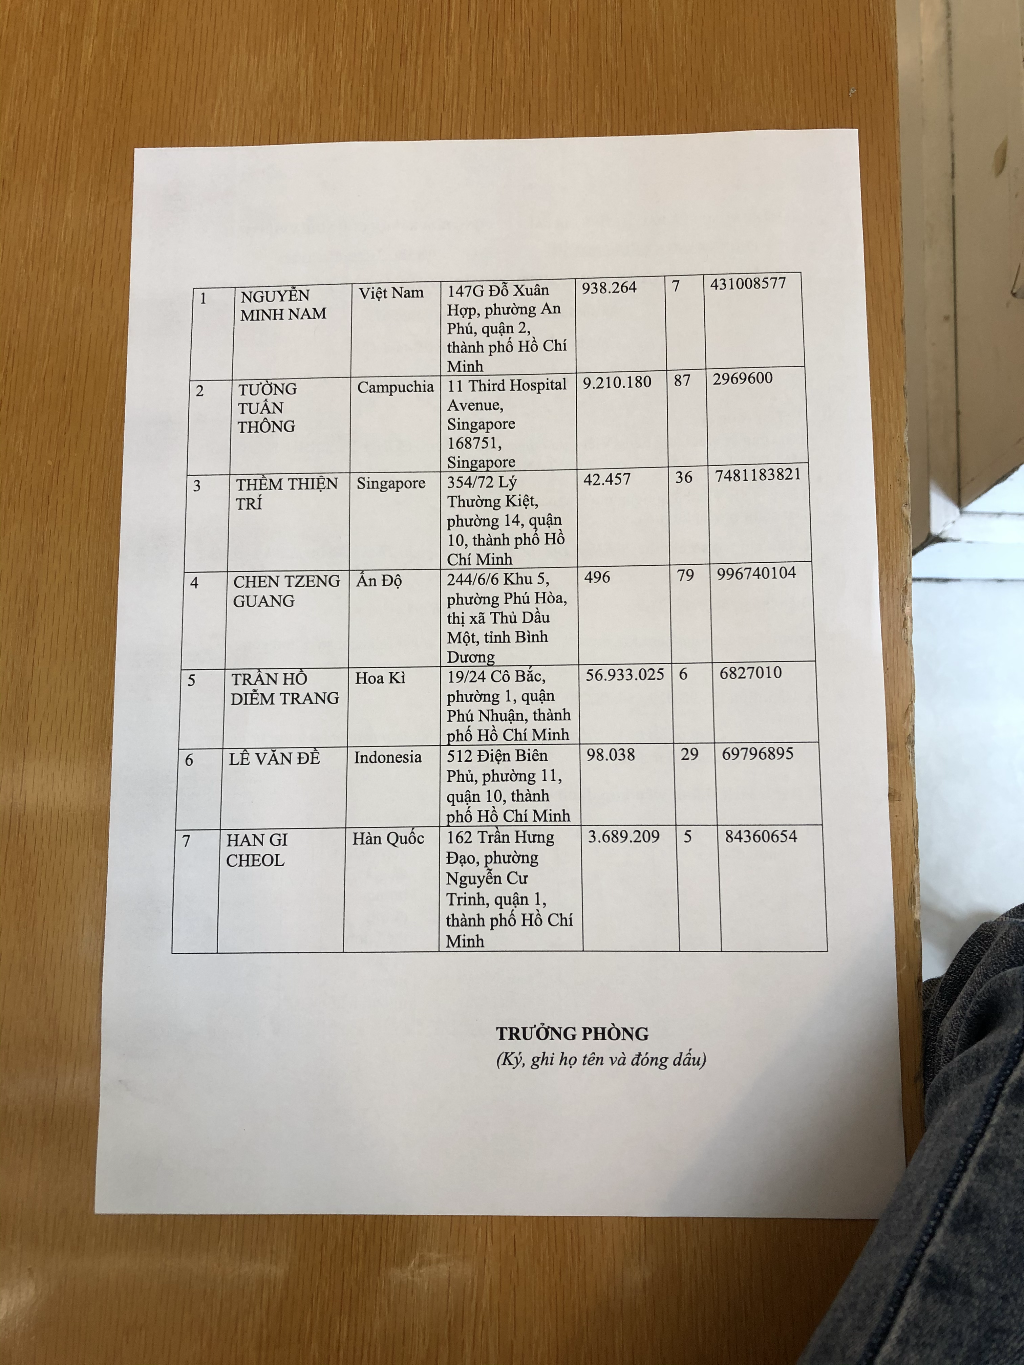 1 NGUYỄN MINH NAM Việt Nam 147G Đỗ Xuân Hợp, phường An Phú, quận 2, thành phố Hồ Chí Minh 938.264 7 431008577
2 TƯỜNG TUẤN THÔNG Campuchia 11 Third Hospital Avenue, Singapore 168751, Singapore 9.210.180 87 2969600
3 THỀM THIỆN TRÍ Singapore 354/72 Lý Thường Kiệt, phường 14, quận 10, thành phố Hồ Chí Minh 42.457 36 7481183821
4 CHEN TZENG GUANG Ấn Độ 244/6/6 Khu 5, phường Phú Hòa, thị xã Thủ Dầu Một, tỉnh Bình Dương 496 79 996740104
5 TRẦN HỒ DIỄM TRANG Hoa Kì 19/24 Cô Bắc, phường 1, quận Phú Nhuận, thành phố Hồ Chí Minh 56.933.025 6 6827010
6 LÊ VĂN ĐỀ Indonesia 512 Điện Biên Phủ, phường 11, quận 10, thành phố Hồ Chí Minh 98.038 29 69796895
7 HAN GI CHEOL Hàn Quốc 162 Trần Hưng Đạo, phường Nguyễn Cư Trinh, quận 1, thành phố Hồ Chí Minh 3.689.209 5 84360654
TRƯỞNG PHÒNG
(Ký, ghi họ tên và đóng dấu)